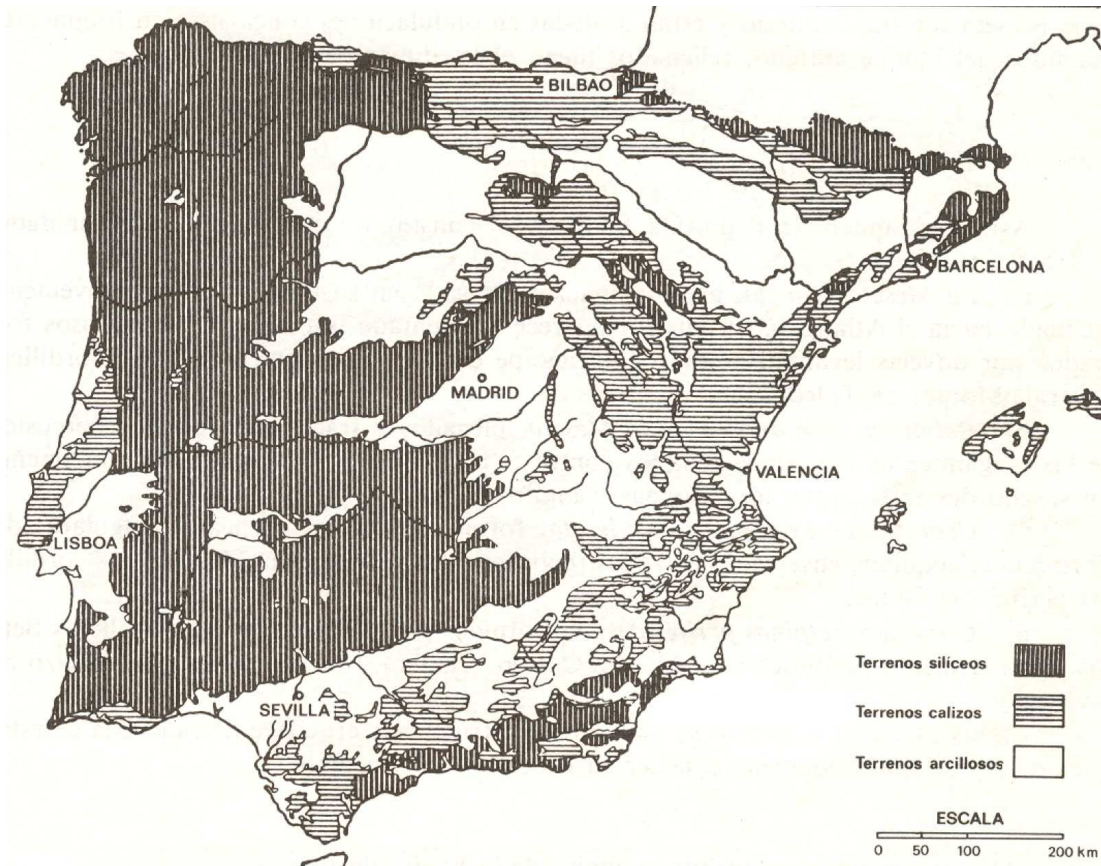 BILBAO
BARCELONA
MADRID
VALENCIA
LISBOA
SEVILLA
Terrenos silíceos
Terrenos calizos
Terrenos arcillosos
ESCALA
0 50 100 200 km